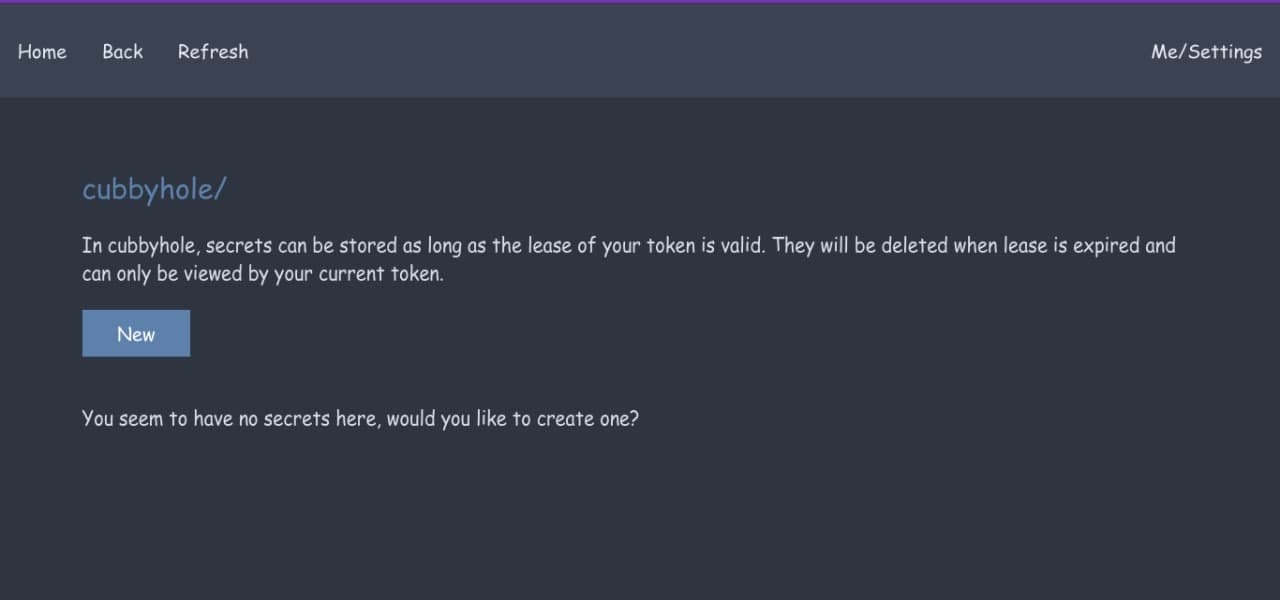 Home Back Refresh Me/Settings
cubbyhole/
In cubbyhole, secrets can be stored as long as the lease of your token is valid. They will be deleted when lease is expired and
can only be viewed by your current token.
New
You seem to have no secrets here, would you like to create one?